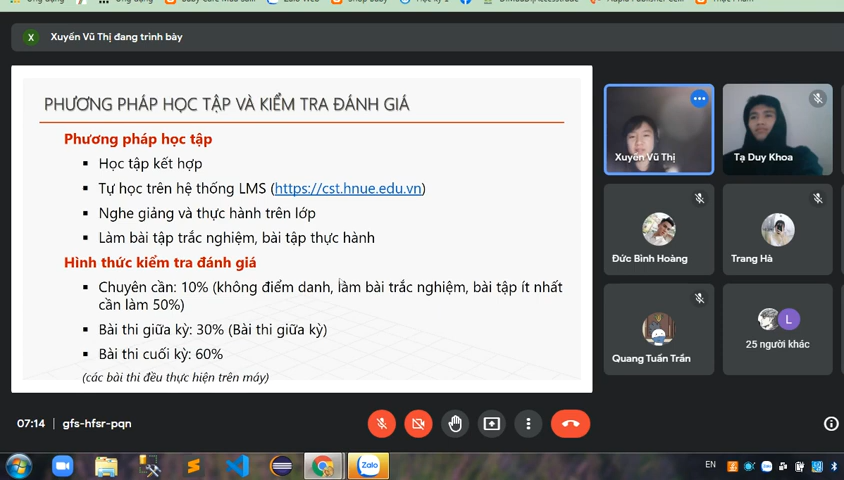 X Xuyến Vũ Thị đang trình bày
PHƯƠNG PHÁP HỌC TẬP VÀ KIỂM TRA ĐÁNH GIÁ
Phương pháp học tập
Học tập kết hợp
Tự học trên hệ thống LMS (https://cst.hnue.edu.vn)
Nghe giảng và thực hành trên lớp
Làm bài tập trắc nghiệm, bài tập thực hành
Hình thức kiểm tra đánh giá
Chuyên cần: 10% (không điểm danh, làm bài trắc nghiệm, bài tập ít nhất
cần làm 50%)
Bài thi giữa kỳ: 30% (Bài thi giữa kỳ)
Bài thi cuối kỳ: 60%
(các bài thi đều thực hiện trên máy)
Xuyến Vũ Thị
Tạ Duy Khoa
Đức Bình Hoàng
Trang Hà
Quang Tuấn Trần
L
25 người khác
07:14 | gfs-hfsr-pqn
Zalo
EN